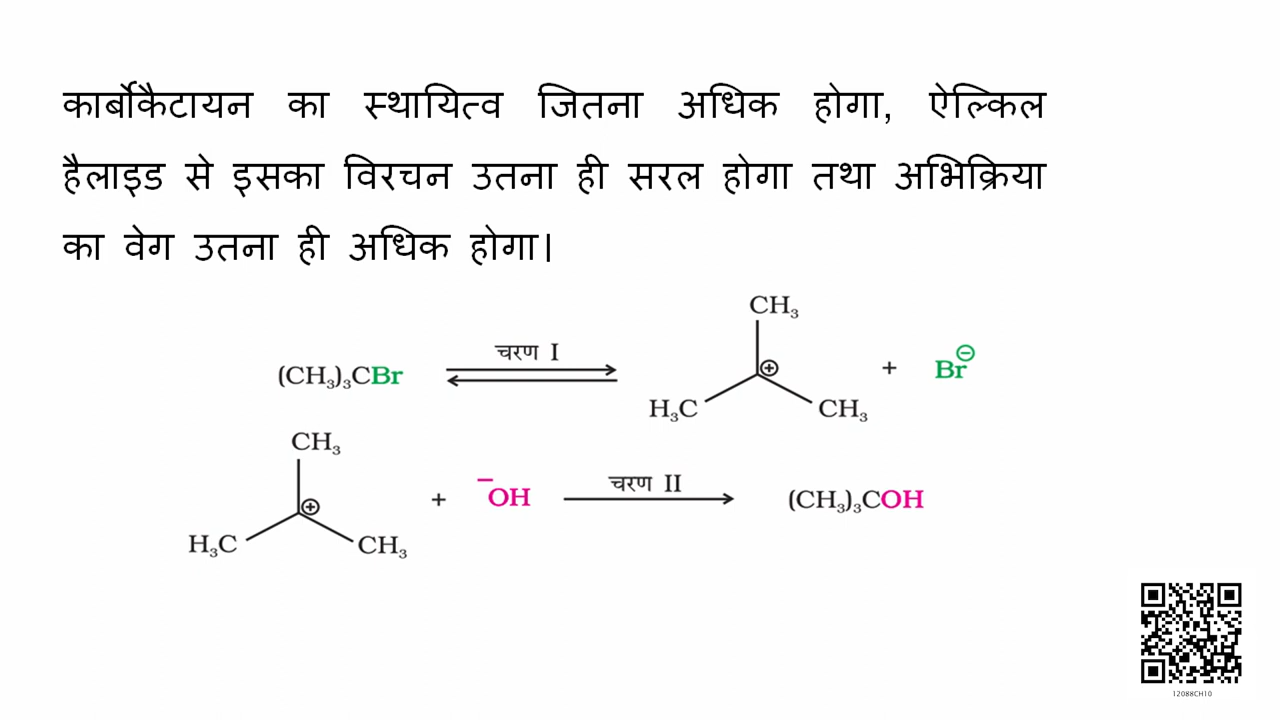 कार्बोकैटायन का स्थायित्व जितना अधिक होगा, ऐल्किल
हैलाइड से इसका विरचन उतना ही सरल होगा तथा अभिक्रिया
का वेग उतना ही अधिक होगा।
CH₃
(CH₃)₃CBr चरण I ⊕ + Br⊖
H₃C CH₃
CH₃
⊕ + ⁻OH चरण II (CH₃)₃COH
H₃C CH₃
12088CH10